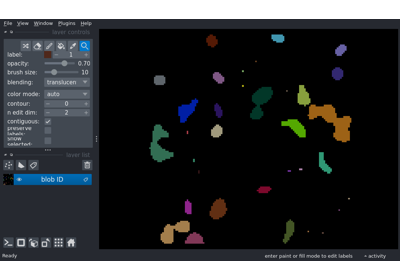 File View Window Plugins Help
layer controls
label: 1
opacity: 0.70
brush size: 10
blending: translucen
color mode: auto
contour: 0
n edit dim: 2
contiguous:
preserve labels:
show selected:
layer list
blob ID
Ready
enter paint or fill mode to edit labels
activity